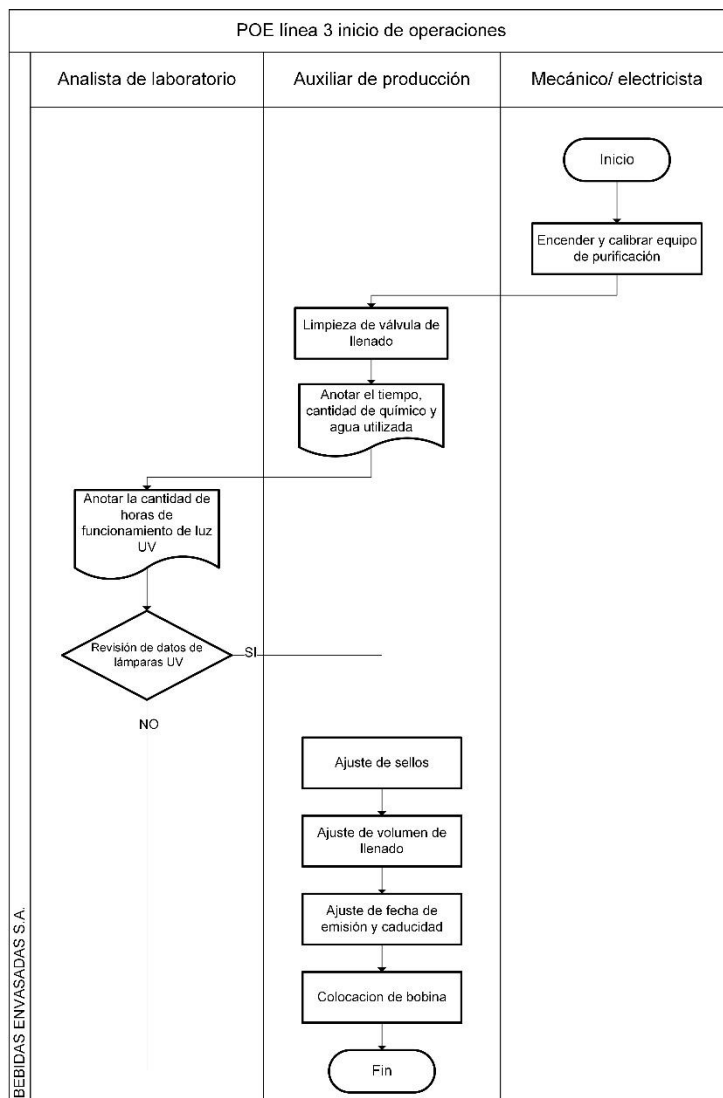 POE línea 3 inicio de operaciones
Analista de laboratorio
Auxiliar de producción
Mecánico/ electricista
Inicio
Encender y calibrar equipo
de purificación
Limpieza de válvula de
llenado
Anotar el tiempo,
cantidad de químico y
agua utilizada
Anotar la cantidad de
horas de
funcionamiento de luz
UV
Revisión de datos de
lámparas UV
SI
NO
Ajuste de sellos
Ajuste de volumen de
llenado
Ajuste de fecha de
emisión y caducidad
Colocacion de bobina
Fin
BEBIDAS ENVASADAS S.A.